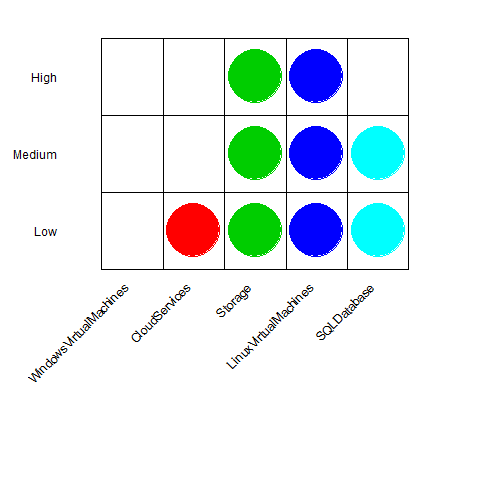 High
Medium
Low
WindowsVirtualMachines
CloudServices
Storage
LinuxVirtualMachines
SQLDatabase